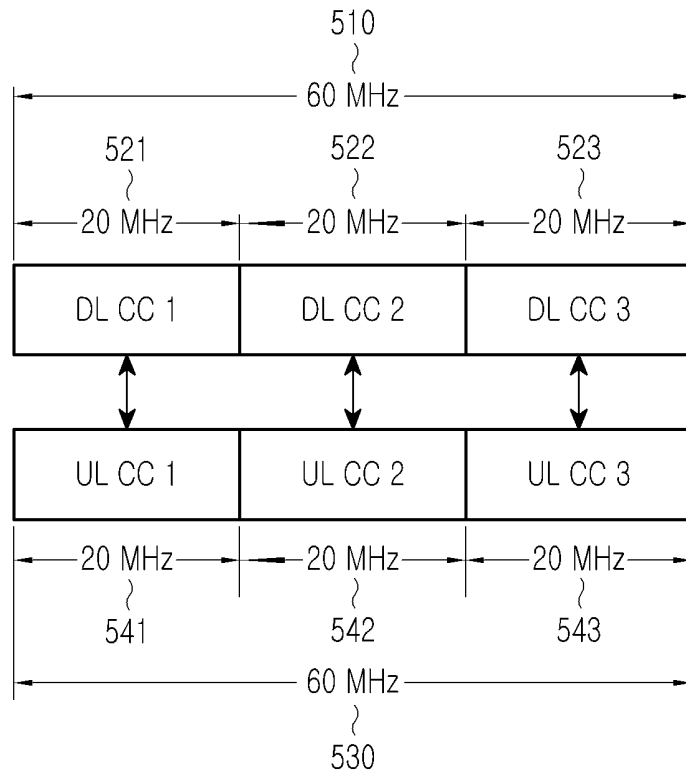 510
60 MHz
521 522 523
20 MHz 20 MHz 20 MHz
DL CC 1 DL CC 2 DL CC 3
UL CC 1 UL CC 2 UL CC 3
20 MHz 20 MHz 20 MHz
541 542 543
60 MHz
530